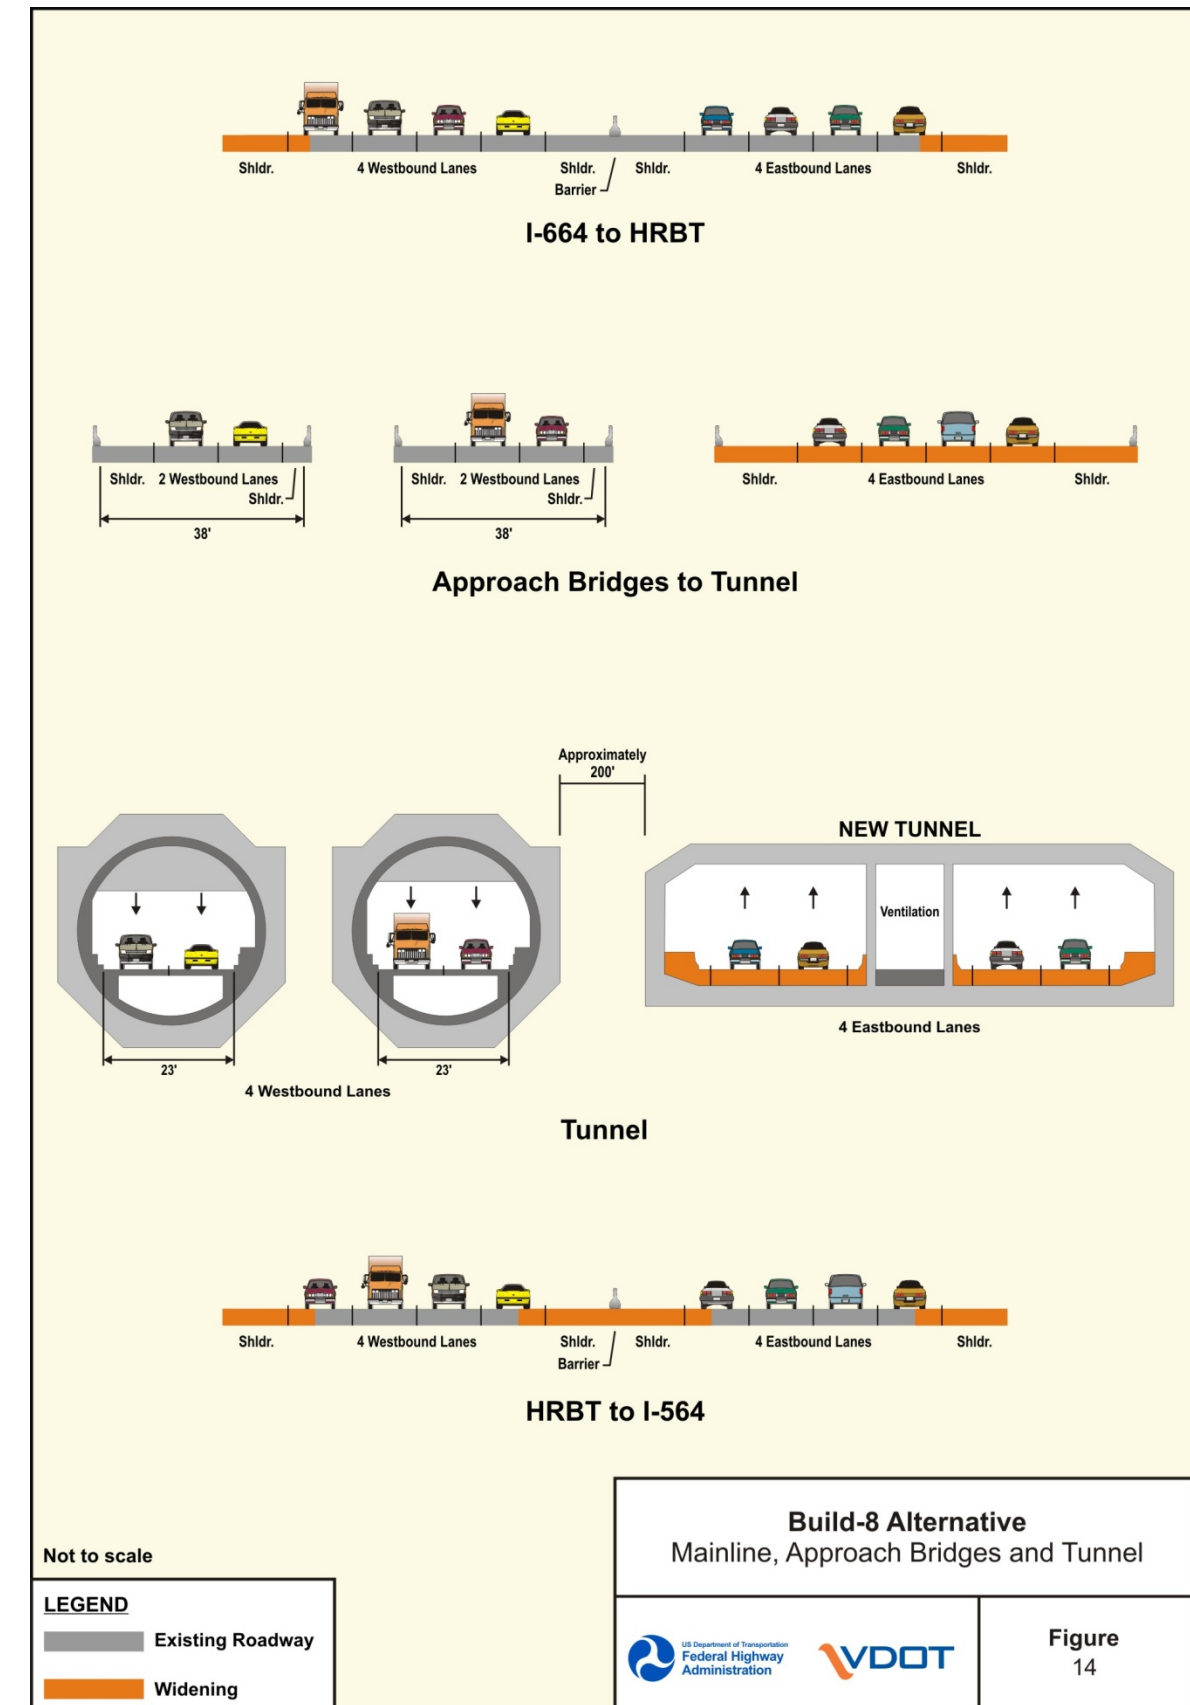 Shldr. 4 Westbound Lanes Shldr. Shldr. 4 Eastbound Lanes Shldr.
Barrier
I-664 to HRBT
Shldr. 2 Westbound Lanes Shldr. 2 Westbound Lanes Shldr. 4 Eastbound Lanes Shldr.
Shldr. Shldr.
38' 38'
Approach Bridges to Tunnel
Approximately
200'
NEW TUNNEL
Ventilation
4 Eastbound Lanes
23' 23'
4 Westbound Lanes
Tunnel
Shldr. 4 Westbound Lanes Shldr. Shldr. 4 Eastbound Lanes Shldr.
Barrier
HRBT to I-564
Not to scale
LEGEND
Existing Roadway
Widening
Build-8 Alternative
Mainline, Approach Bridges and Tunnel
US Department of Transportation
Federal Highway
Administration
VDOT
Figure
14